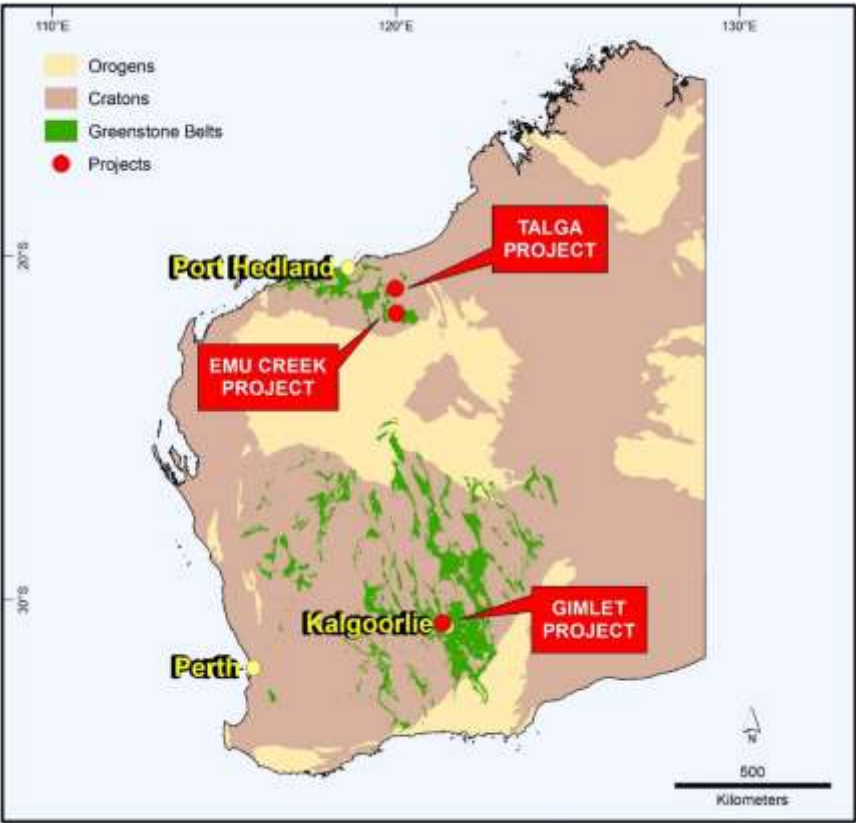 110°E
120°E
130°E
Orogens
Cratons
Greenstone Belts
Projects
TALGA
PROJECT
20°S
Port Hedland
EMU CREEK
PROJECT
30°S
Kalgoorlie
GIMLET
PROJECT
Perth
N
500
Kilometers